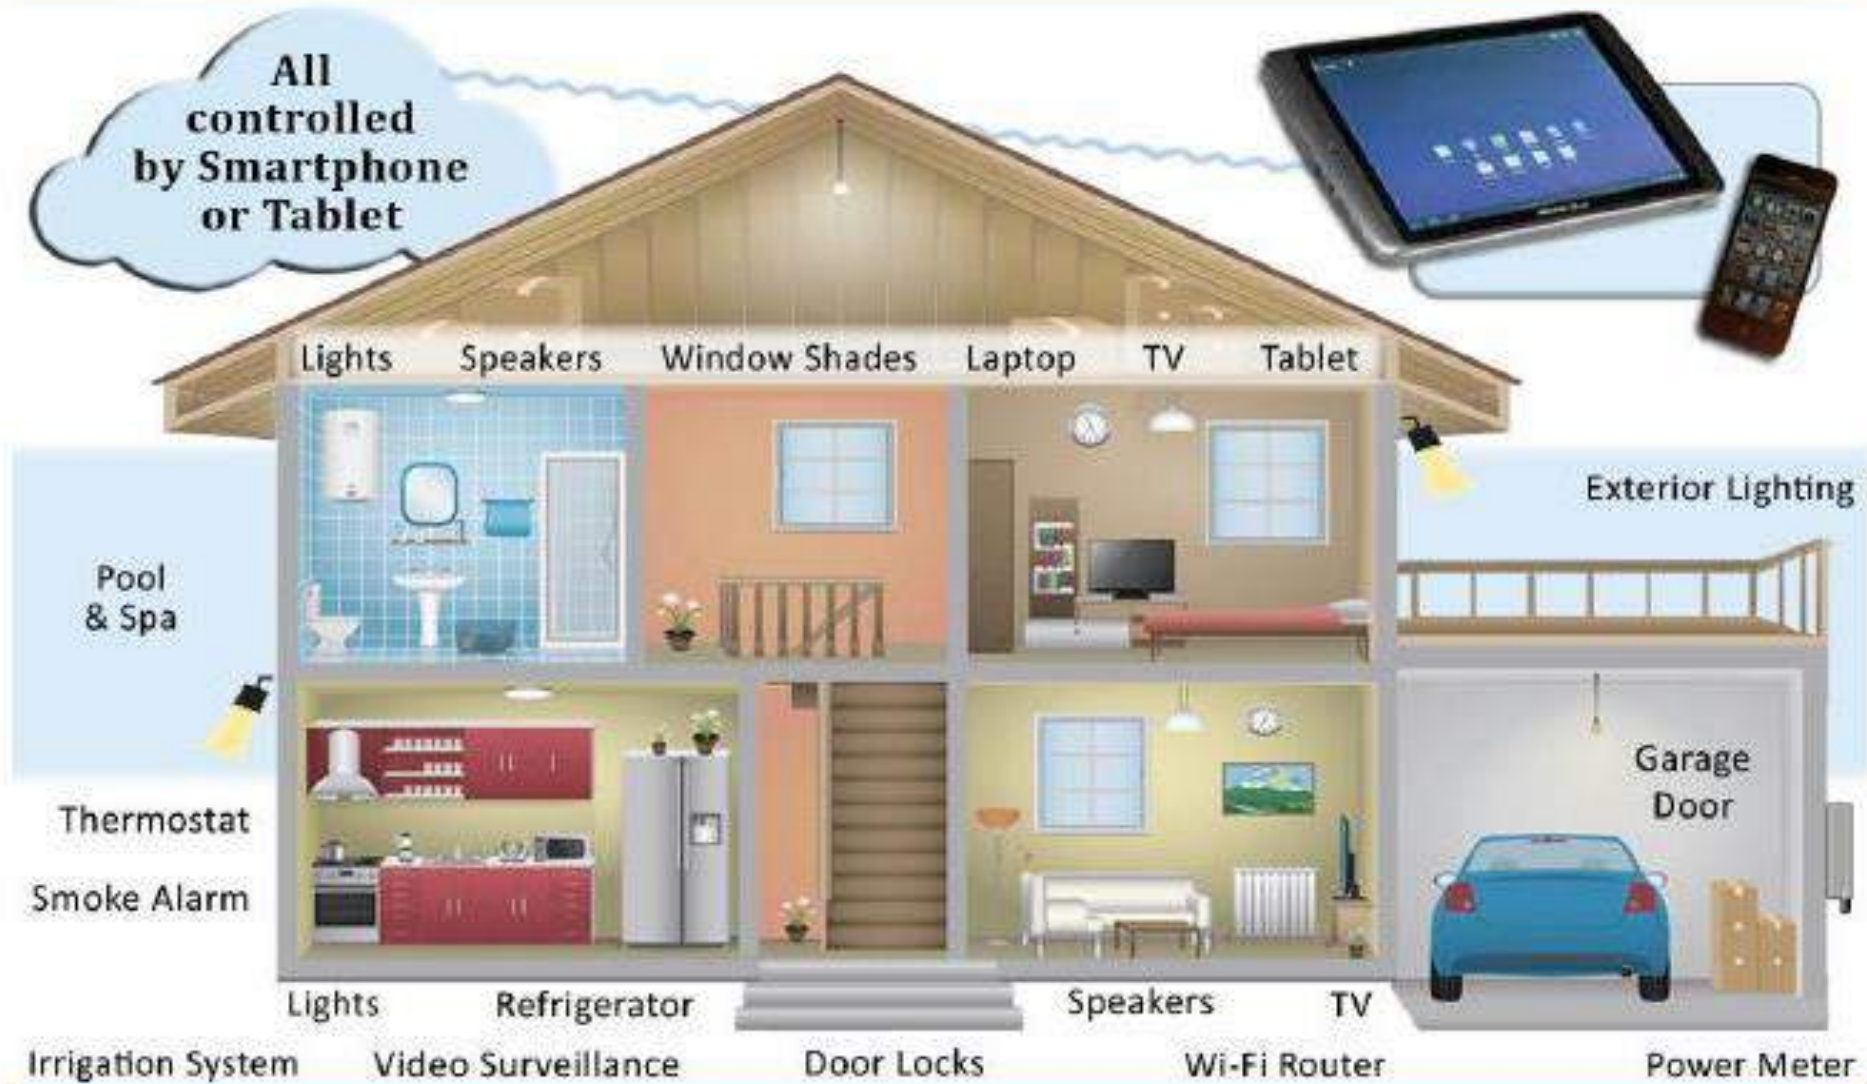 All
controlled
by Smartphone
or Tablet
Lights Speakers Window Shades Laptop TV Tablet
Exterior Lighting
Pool
& Spa
Garage
Door
Thermostat
Smoke Alarm
Lights Refrigerator Speakers TV
Irrigation System Video Surveillance Door Locks Wi-Fi Router Power Meter